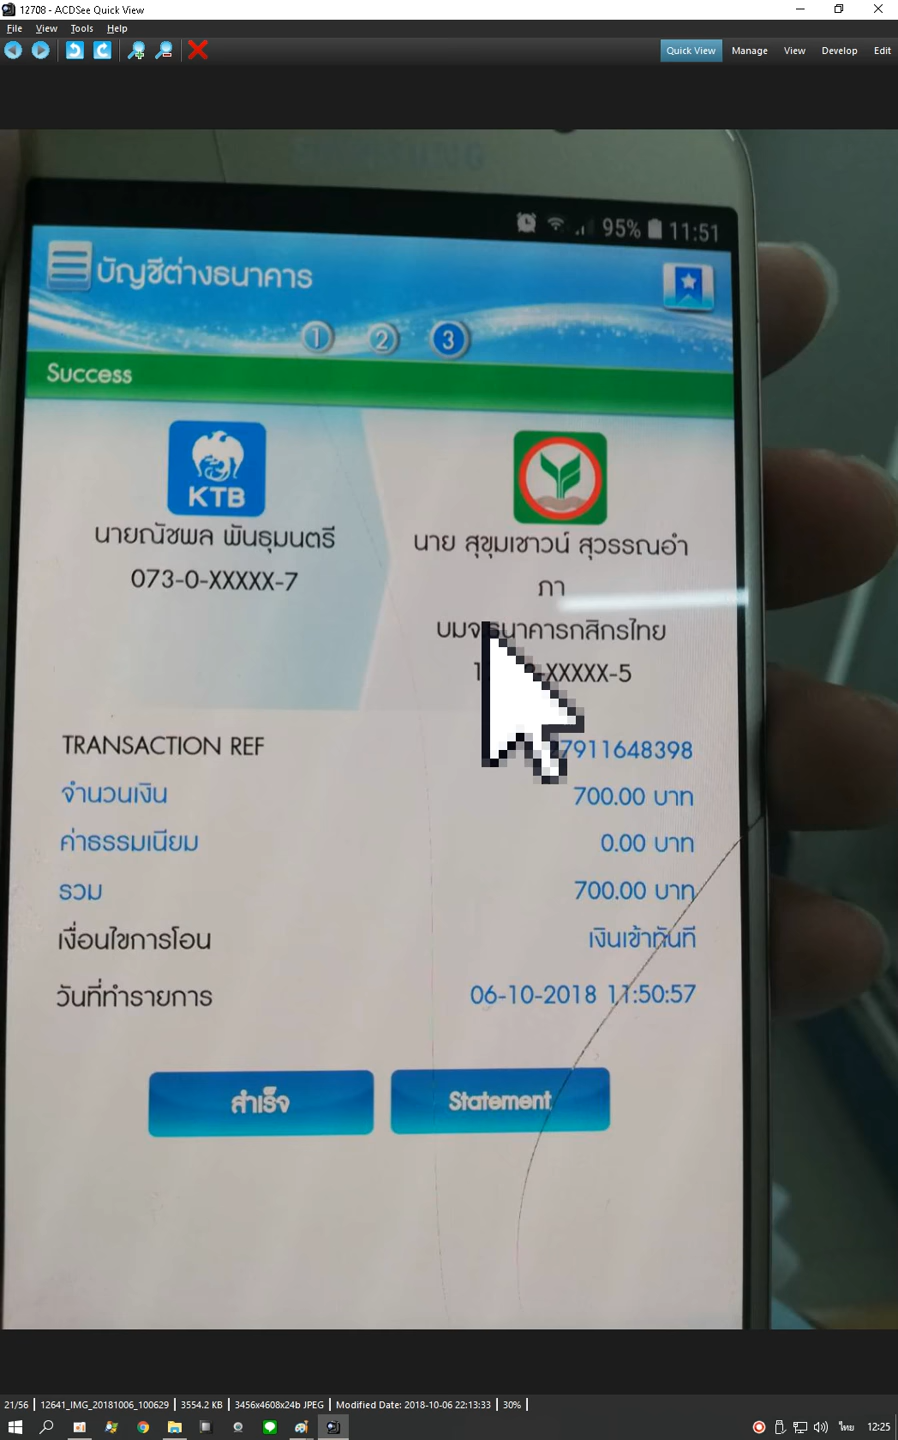 12708 - ACDSee Quick View
File View Tools Help
Quick View Manage View Develop Edit
95% 11:51
บัญชีต่างธนาคาร
1 2 3
Success
KTB
นายณัชพล พันธุมนตรี
073-0-XXXXX-7
นาย สุขุมเชาวน์ สุวรรณอำ
ภา
บมจ ธนาคารกสิกรไทย
XXXXX-5
TRANSACTION REF 7911648398
จำนวนเงิน 700.00 บาท
ค่าธรรมเนียม 0.00 บาท
รวม 700.00 บาท
เงื่อนไขการโอน เงินเข้าทันที
วันที่ทำรายการ 06-10-2018 11:50:57
สำเร็จ Statement
21/56 12641_IMG_20181006_100629 3554.2 KB 3456x4608x24b JPEG Modified Date: 2018-10-06 22:13:33 30%
ไทย 12:25